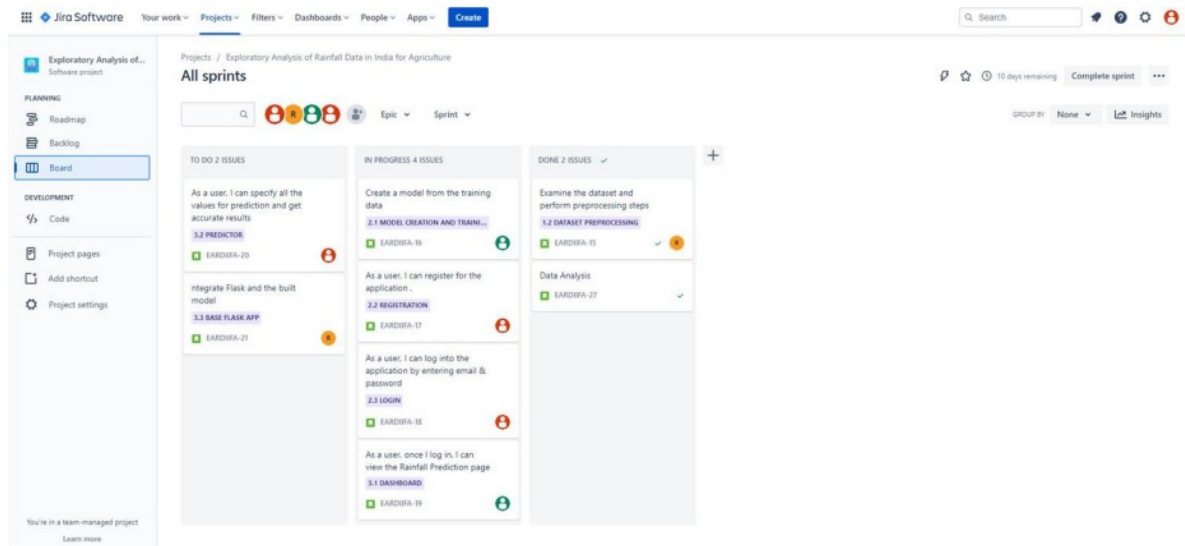 Jira Software Your work Projects Filters Dashboards People Apps Create Search
Exploratory Analysis of...
Software project
PLANNING
Roadmap
Backlog
Board
DEVELOPMENT
Code
Project pages
Add shortcut
Project settings
You're in a team-managed project
Learn more
Projects / Exploratory Analysis of Rainfall Data in India for Agriculture
All sprints
10 days remaining Complete sprint
R Epic Sprint
GROUP BY None Insights
TO DO 2 ISSUES
As a user, I can specify all the
values for prediction and get
accurate results
3.2 PREDICTOR
EARDIIFA-20
ntegrate Flask and the built
model
3.3 BASE FLASK APP
EARDIIFA-21 R
IN PROGRESS 4 ISSUES
Create a model from the training
data
2.1 MODEL CREATION AND TRAINI...
EARDIIFA-16
As a user, I can register for the
application .
2.2 REGISTRATION
EARDIIFA-17
As a user, I can log into the
application by entering email &
password
2.3 LOGIN
EARDIIFA-18
As a user, once I log in, I can
view the Rainfall Prediction page
3.1 DASHBOARD
EARDIIFA-19
DONE 2 ISSUES
Examine the dataset and
perform preprocessing steps
1.2 DATASET PREPROCESSING
EARDIIFA-15 R
Data Analysis
EARDIIFA-27